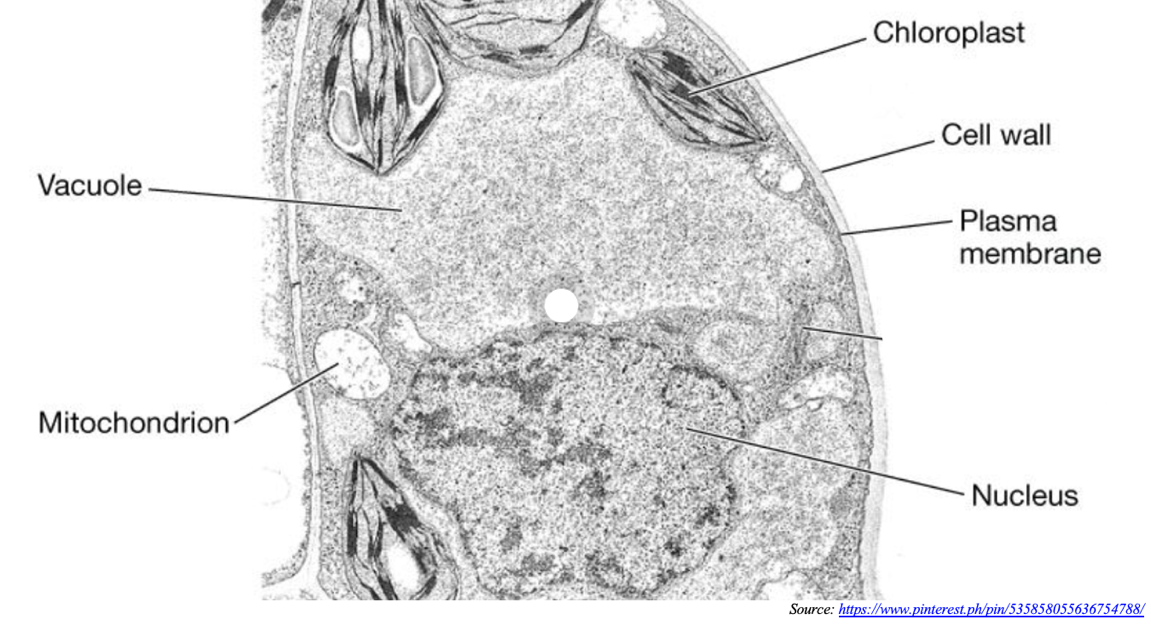 Chloroplast
Cell wall
Vacuole
Plasma
membrane
Mitochondrion
Nucleus
Source: https://www.pinterest.ph/pin/535858055636754788/